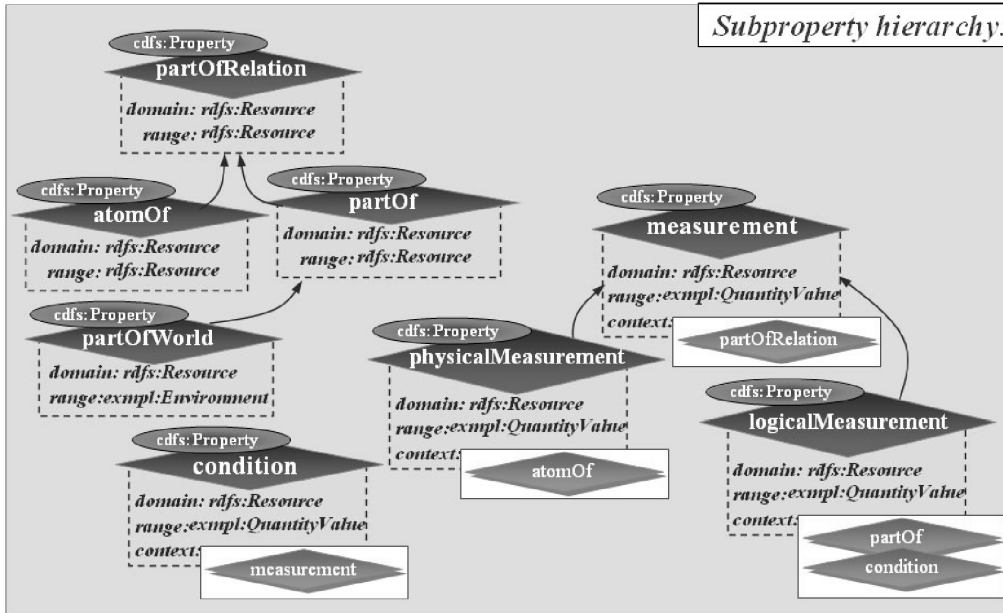 Subproperty hierarchy.
cdfs:Property
partOfRelation
domain: rdfs:Resource
range: rdfs:Resource
cdfs:Property
atomOf
domain: rdfs:Resource
range: rdfs:Resource
cdfs:Property
partOf
domain: rdfs:Resource
range: rdfs:Resource
cdfs:Property
measurement
domain: rdfs:Resource
range:exmpl:QuantityValue
context:
partOfRelation
cdfs:Property
partOfWorld
domain: rdfs:Resource
range:exmpl:Environment
cdfs:Property
physicalMeasurement
domain: rdfs:Resource
range:exmpl:QuantityValue
context:
atomOf
cdfs:Property
logicalMeasurement
domain: rdfs:Resource
range:exmpl:QuantityValue
context:
partOf
condition
cdfs:Property
condition
domain: rdfs:Resource
range:exmpl:QuantityValue
context:
measurement